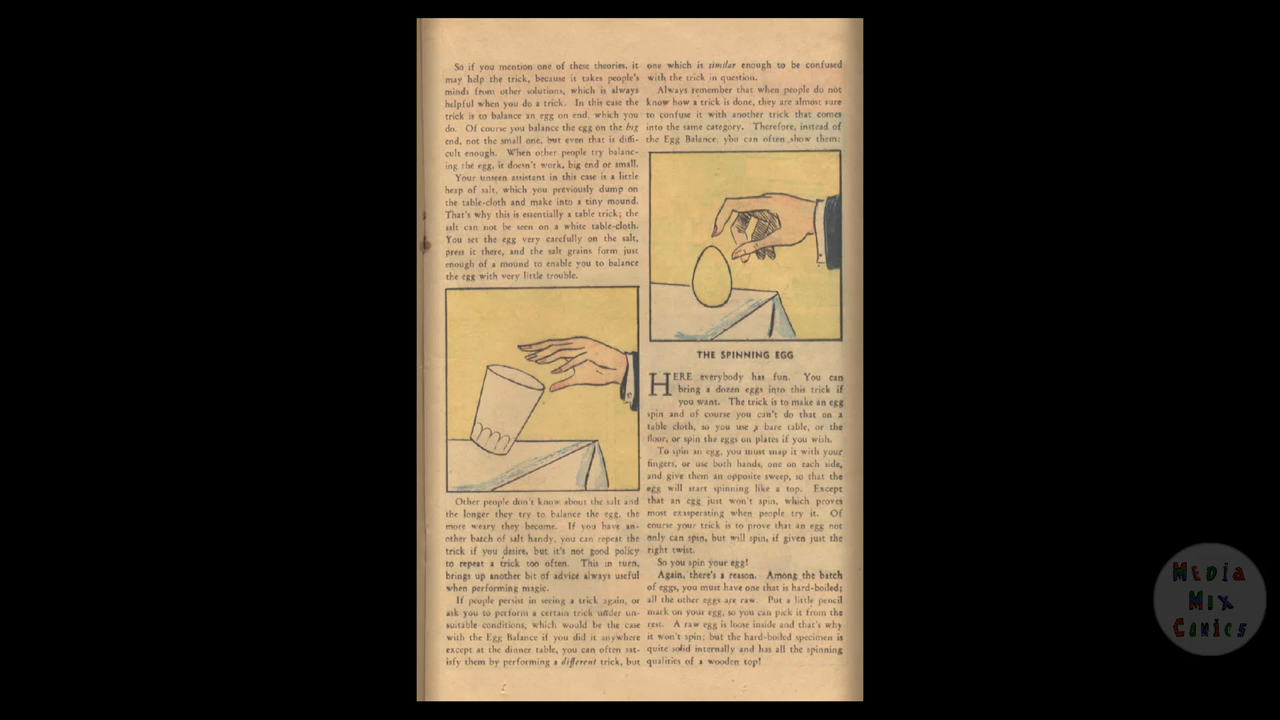 So if you mention one of these theories, it
may help the trick, because it takes people's
minds from other solutions, which is always
helpful when you do a trick. In this case the
trick is to balance an egg on end, which you
do. Of course you balance the egg on the big
end, not the small one, but even that is diffi-
cult enough. When other people try balanc-
ing the egg, it doesn't work, big end or small.
Your unseen assistant in this case is a little
heap of salt, which you previously dump on
the table-cloth and make into a tiny mound.
That's why this is essentially a table trick; the
salt can not be seen on a white table-cloth.
You set the egg very carefully on the salt,
press it there, and the salt grains form just
enough of a mound to enable you to balance
the egg with very little trouble.
Other people don't know about the salt and
the longer they try to balance the egg, the
more weary they become. If you have an-
other batch of salt handy, you can repeat the
trick if you desire, but it's not good policy
to repeat a trick too often. This in turn,
brings up another bit of advice always useful
when performing magic.
If people persist in seeing a trick again, or
ask you to perform a certain trick under un-
suitable conditions, which would be the case
with the Egg Balance if you did it anywhere
except at the dinner table, you can often sat-
isfy them by performing a different trick, but
one which is similar enough to be confused
with the trick in question.
Always remember that when people do not
know how a trick is done, they are almost sure
to confuse it with another trick that comes
into the same category. Therefore, instead of
the Egg Balance, you can often show them:
THE SPINNING EGG
HERE everybody has fun. You can
bring a dozen eggs into this trick if
you want. The trick is to make an egg
spin and of course you can't do that on a
table cloth, so you use a bare table, or the
floor, or spin the eggs on plates if you wish.
To spin an egg, you must snap it with your
fingers, or use both hands, one on each side,
and give them an opposite sweep, so that the
egg will start spinning like a top. Except
that an egg just won't spin, which proves
most exasperating when people try it. Of
course your trick is to prove that an egg not
only can spin, but will spin, if given just the
right twist.
So you spin your egg!
Again, there's a reason. Among the batch
of eggs, you must have one that is hard-boiled;
all the other eggs are raw. Put a little pencil
mark on your egg, so you can pick it from the
rest. A raw egg is loose inside and that's why
it won't spin; but the hard-boiled specimen is
quite solid internally and has all the spinning
qualities of a wooden top!
MEDIA
MIX
COMICS